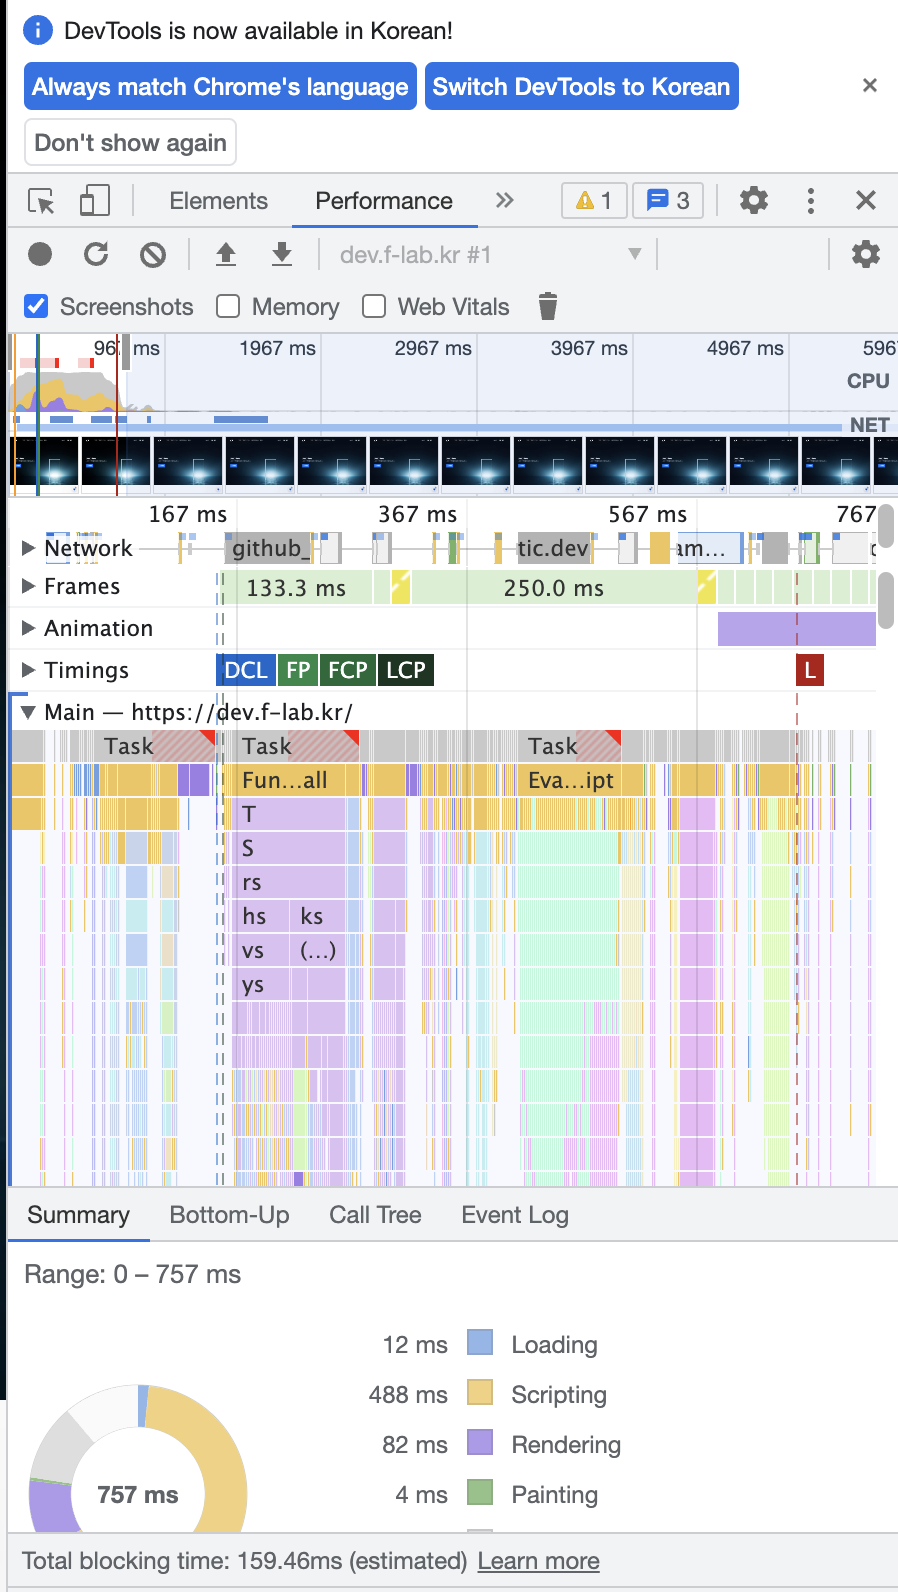 DevTools is now available in Korean!
Always match Chrome's language
Switch DevTools to Korean
Don't show again
Elements
Performance
1
3
dev.f-lab.kr #1
Screenshots
Memory
Web Vitals
ms
1967 ms
2967 ms
3967 ms
4967 ms
CPU
NET
167 ms
367 ms
567 ms
767
Network
github_
tic.dev
am...
Frames
133.3 ms
250.0 ms
Animation
Timings
DCL
FP
FCP
LCP
L
Main — https://dev.f-lab.kr/
Task
Task
Task
Fun...all
Eva...ipt
T
S
rs
hs
ks
vs
(...)
ys
Summary
Bottom-Up
Call Tree
Event Log
Range: 0 – 757 ms
12 ms
Loading
488 ms
Scripting
82 ms
Rendering
757 ms
4 ms
Painting
Total blocking time: 159.46ms (estimated) Learn more